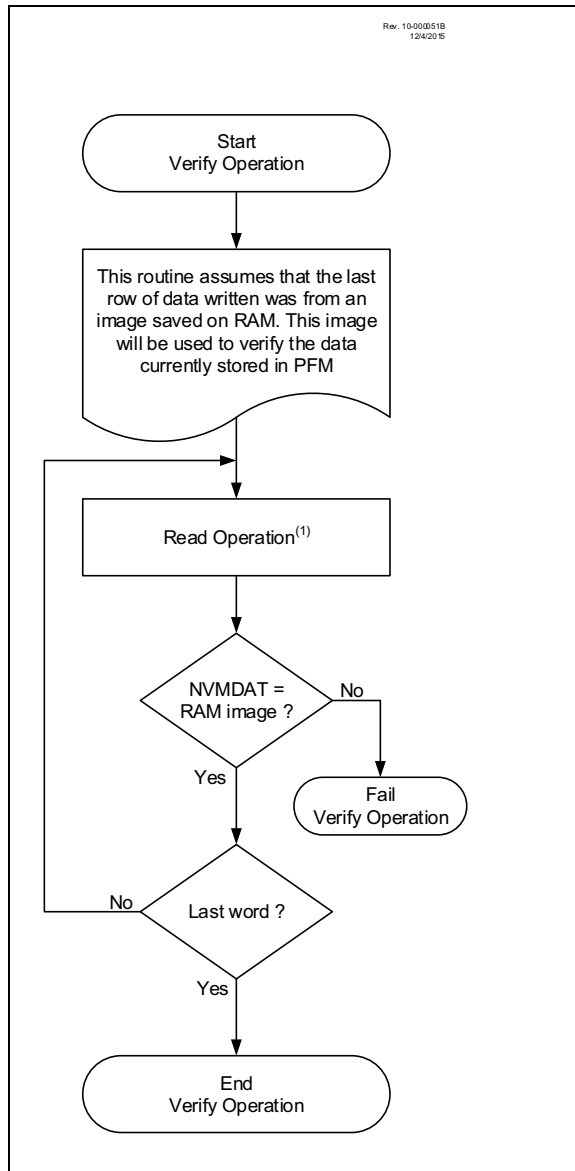 Rev. 10-000051B
12/4/2015
Start
Verify Operation
This routine assumes that the last
row of data written was from an
image saved on RAM. This image
will be used to verify the data
currently stored in PFM
Read Operation(1)
NVMDAT =
RAM image ?
No
Yes
Fail
Verify Operation
Last word ?
No
Yes
End
Verify Operation